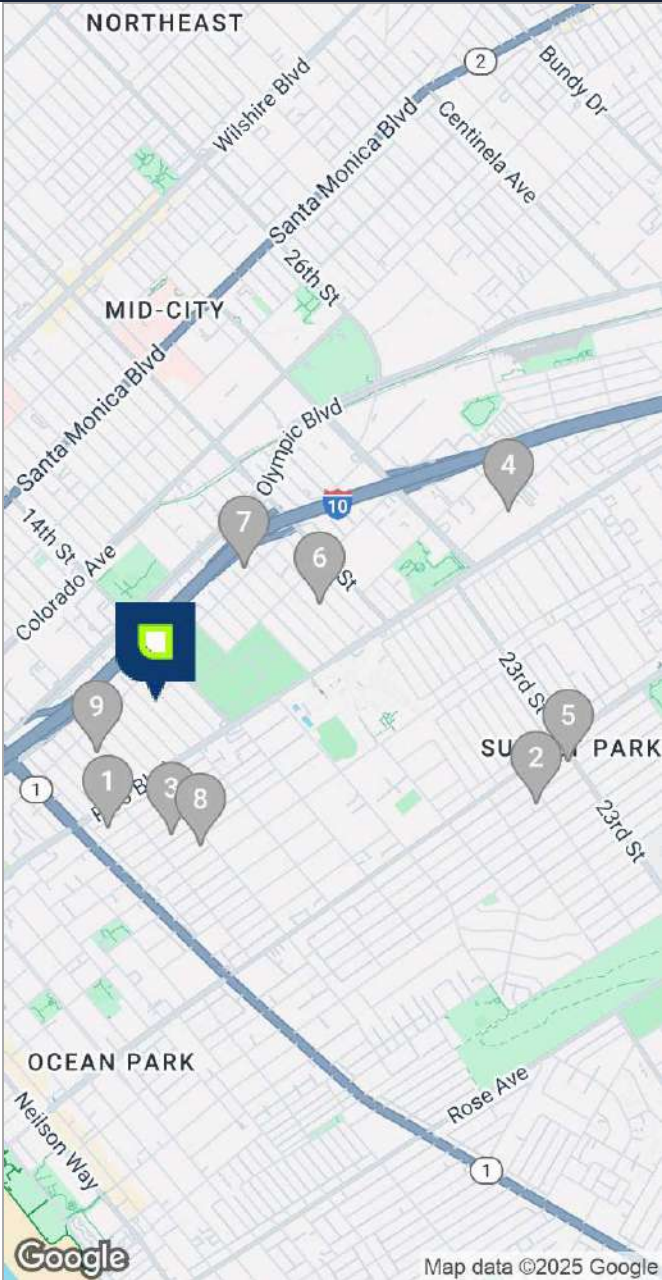 NORTHEAST
2
Bundy Dr
Wilshire Blvd
Santa Monica Blvd
Centinela Ave
26th St
MID-CITY
Santa Monica Blvd
Olympic Blvd
4
10
7
14th St
6
St
Colorado Ave
23rd St
9
5
SU
PARK
2
1
1
3
8
23rd St
OCEAN PARK
Rose Ave
Neilson Way
1
Google
Map data ©2025 Google